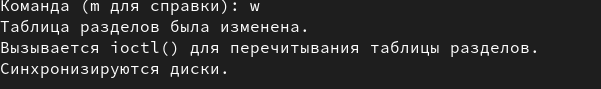 Команда (m для справки): w
Таблица разделов была изменена.
Вызывается ioctl() для перечитывания таблицы разделов.
Синхронизируются диски.